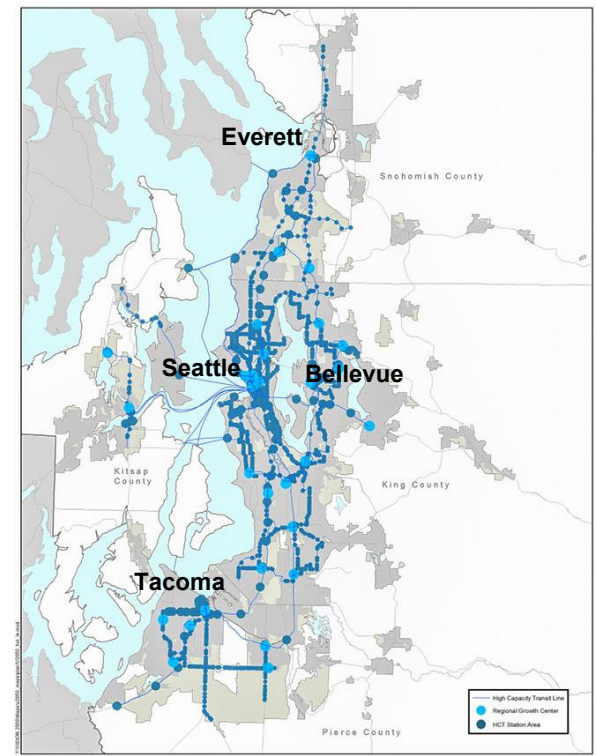 Everett
Snohomish County
Seattle
Bellevue
Kitsap
County
King County
Tacoma
Pierce County
High Capacity Transit Line
Regional Growth Center
HCT Station Area